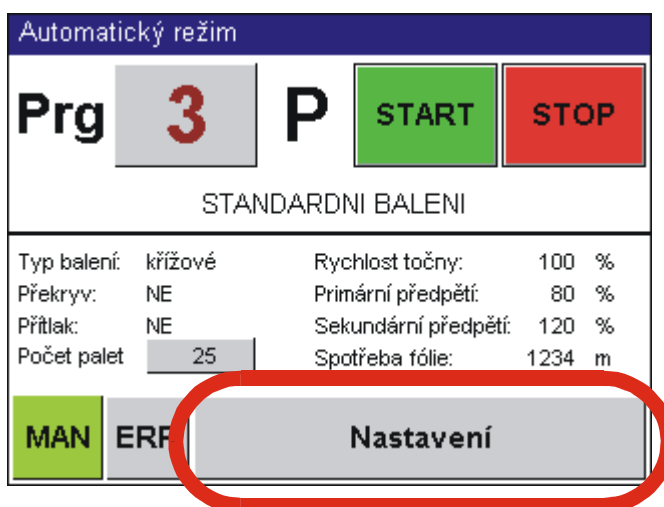 Automatický režim
Prg 3 P START STOP
STANDARDNI BALENI
Typ balení: křížové Rychlost točny: 100 %
Překryv: NE Primární předpětí: 80 %
Přítlak: NE Sekundární předpětí: 120 %
Počet palet 25 Spotřeba fólie: 1234 m
MAN ERR Nastavení